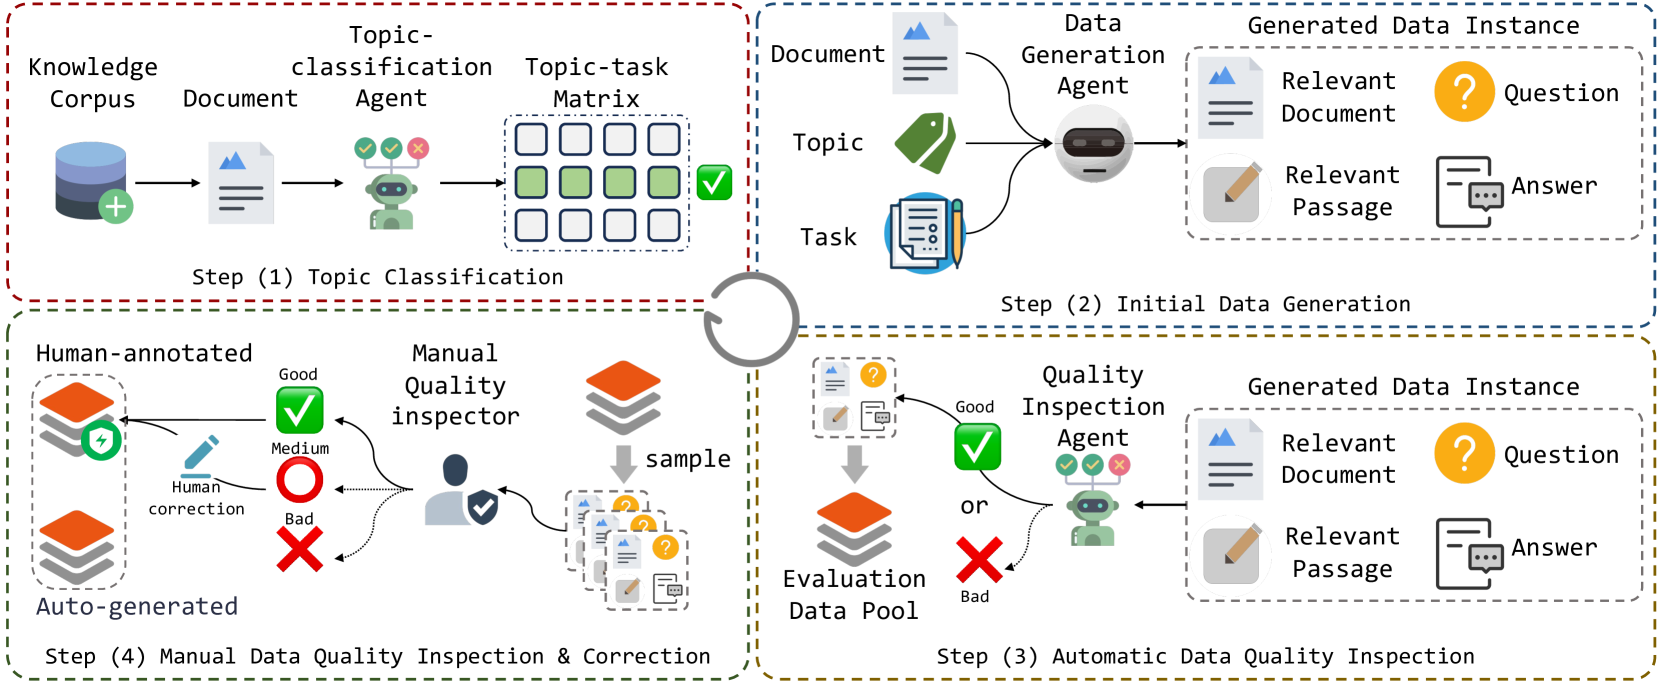 Knowledge
Corpus
Document
Topic-
classification
Agent
Topic-task
Matrix
Step (1) Topic Classification
Document
Topic
Task
Data
Generation
Agent
Generated Data Instance
Relevant
Document
Question
Relevant
Passage
Answer
Step (2) Initial Data Generation
Human-annotated
Auto-generated
Good
Medium
Bad
Human
correction
Manual
Quality
inspector
sample
Step (4) Manual Data Quality Inspection & Correction
Evaluation
Data Pool
Good
or
Bad
Quality
Inspection
Agent
Generated Data Instance
Relevant
Document
Question
Relevant
Passage
Answer
Step (3) Automatic Data Quality Inspection